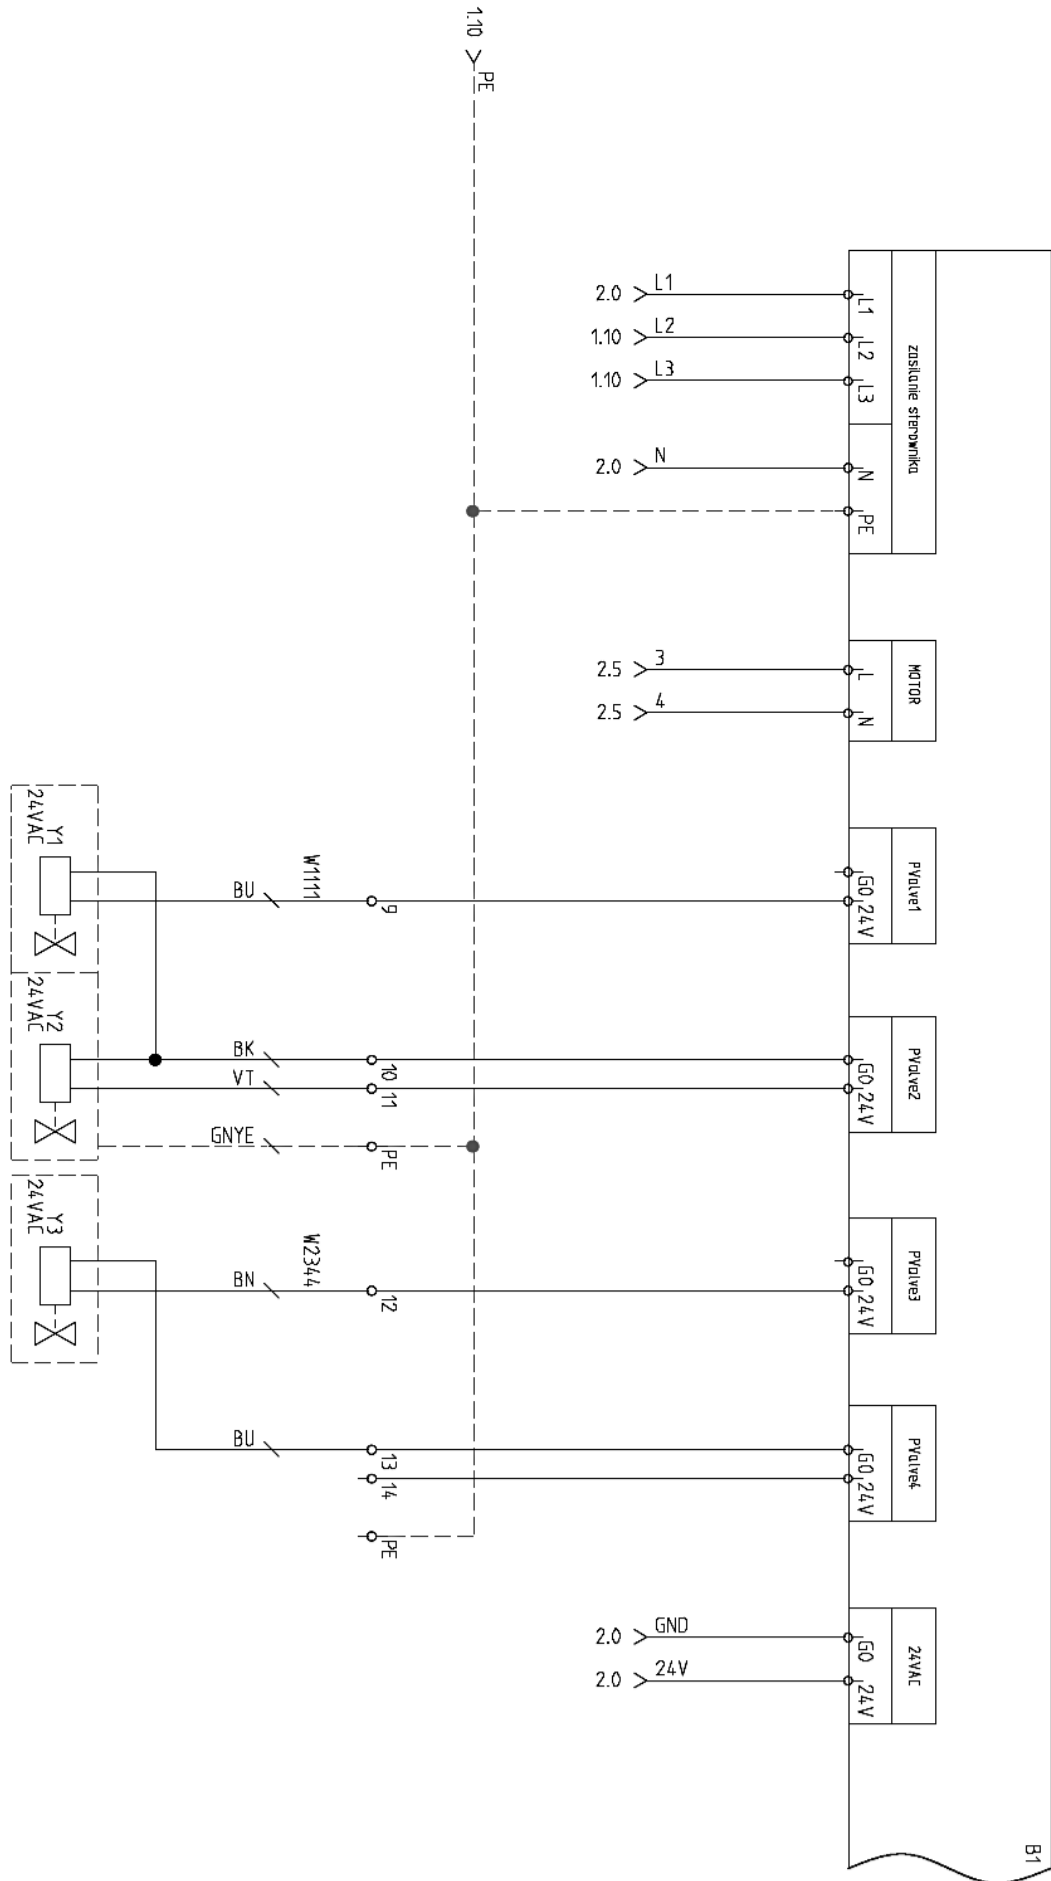 1.10
PE
B1
zasilanie sterownika
2.0 L1 L1
1.10 L2 L2
1.10 L3 L3
2.0 N N
PE
MOTOR
2.5 3 L
2.5 4 N
PValve1
Y1
24VAC
W1111
BU 9
G0 24V
PValve2
Y2
24VAC
BK 10
VT 11
G0 24V
GNYE PE
PValve3
Y3
24VAC
W2344
BN 12
G0 24V
PValve4
BU 13
14
G0 24V
PE
24VAC
2.0 GND G0
2.0 24V 24V